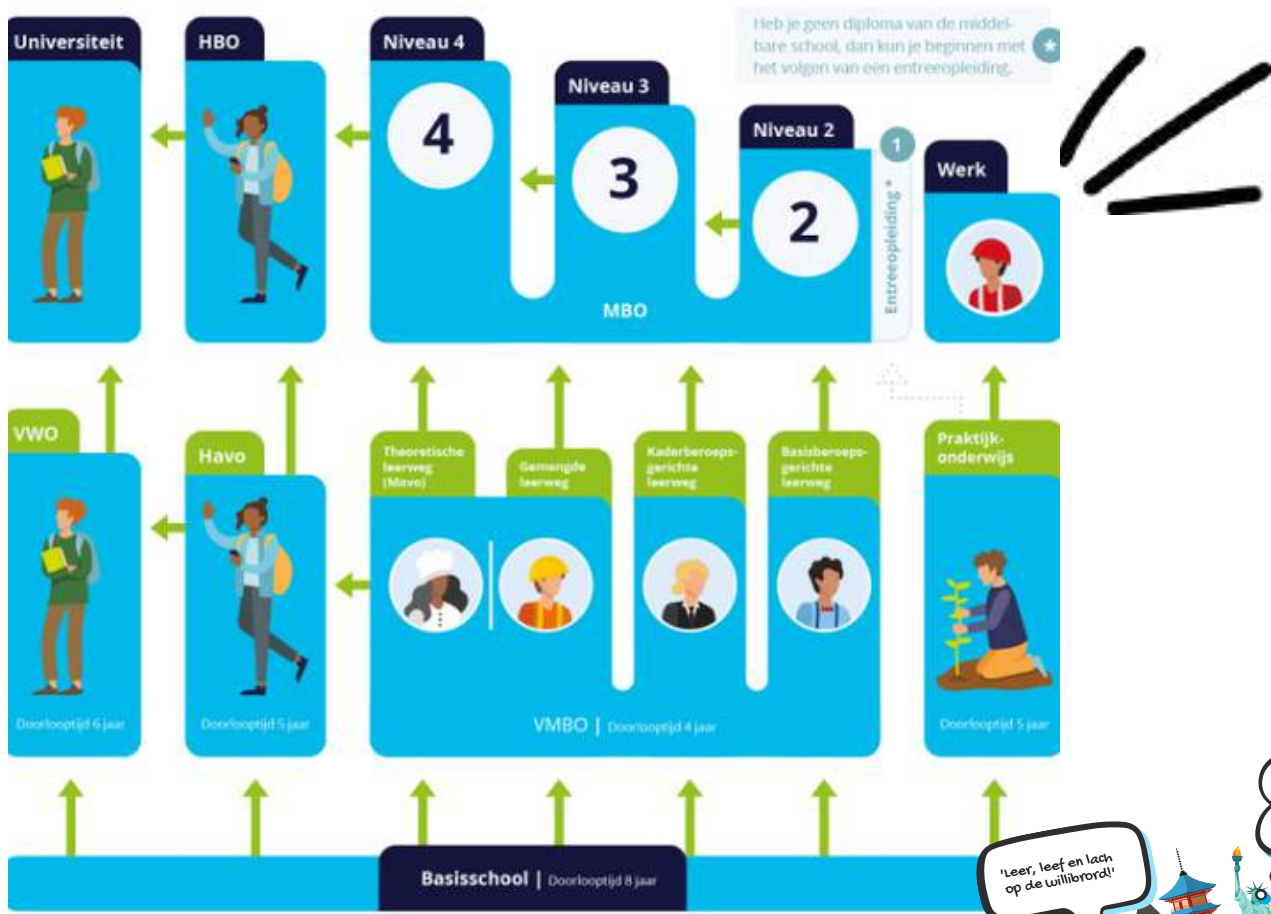 Universiteit
HBO
Niveau 4
4
Niveau 3
3
Niveau 2
2
MBO
Heb je geen diploma van de middel-
bare school, dan kun je beginnen met
het volgen van een entreeopleiding.
1
Entreeopleiding *
Werk
VWO
Havo
Theoretische
leerweg
(Mavo)
Gemengde
leerweg
Kaderberoeps-
gerichte
leerweg
Basisberoeps-
gerichte
leerweg
Praktijk-
onderwijs
Doorlooptijd 6 jaar
Doorlooptijd 5 jaar
VMBO | Doorlooptijd 4 jaar
Doorlooptijd 5 jaar
Basisschool | Doorlooptijd 8 jaar
'Leer, leef en lach
op de willibrord!'